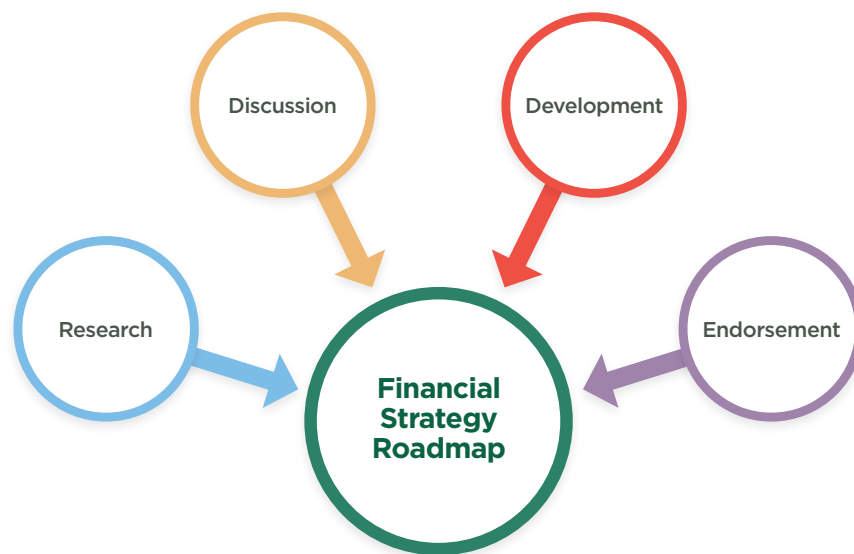 Discussion
Development
Research
Endorsement
Financial
Strategy
Roadmap